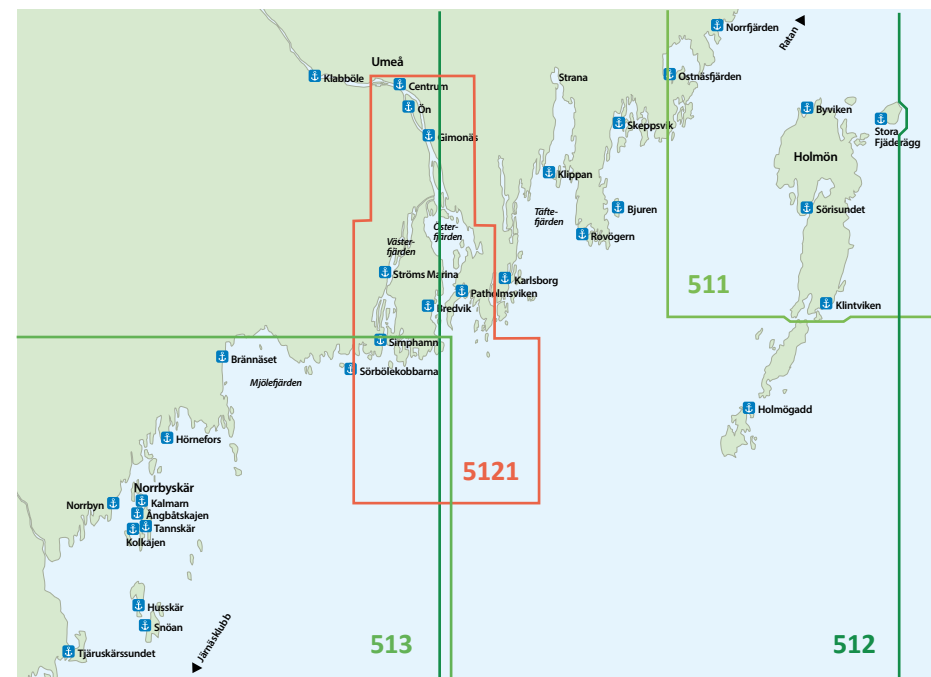 Norrfjärden
Ratan
Umeå
Klabböle
Centrum
Strana
Östnäsfjärden
Ön
Byviken
Gimonäs
Skeppsvik
Stora
Fjäderägg
Holmön
Klippan
Bjuren
Sörisundet
Täfte-
fjärden
Öster-
fjärden
Rovögern
Väster-
fjärden
Ströms Marina
Karlsborg
511
Patholmsviken
Bredvik
Klintviken
Simphamn
Brännäset
Sörbölekobbarna
Mjölefjärden
Holmögadd
Hörnefors
5121
Norrbyskär
Norrbyn
Kalmarn
Ångbåtskajen
Tannskär
Kolkajen
Husskär
Snöan
Järnäsklubb
513
512
Tjäruskärssundet